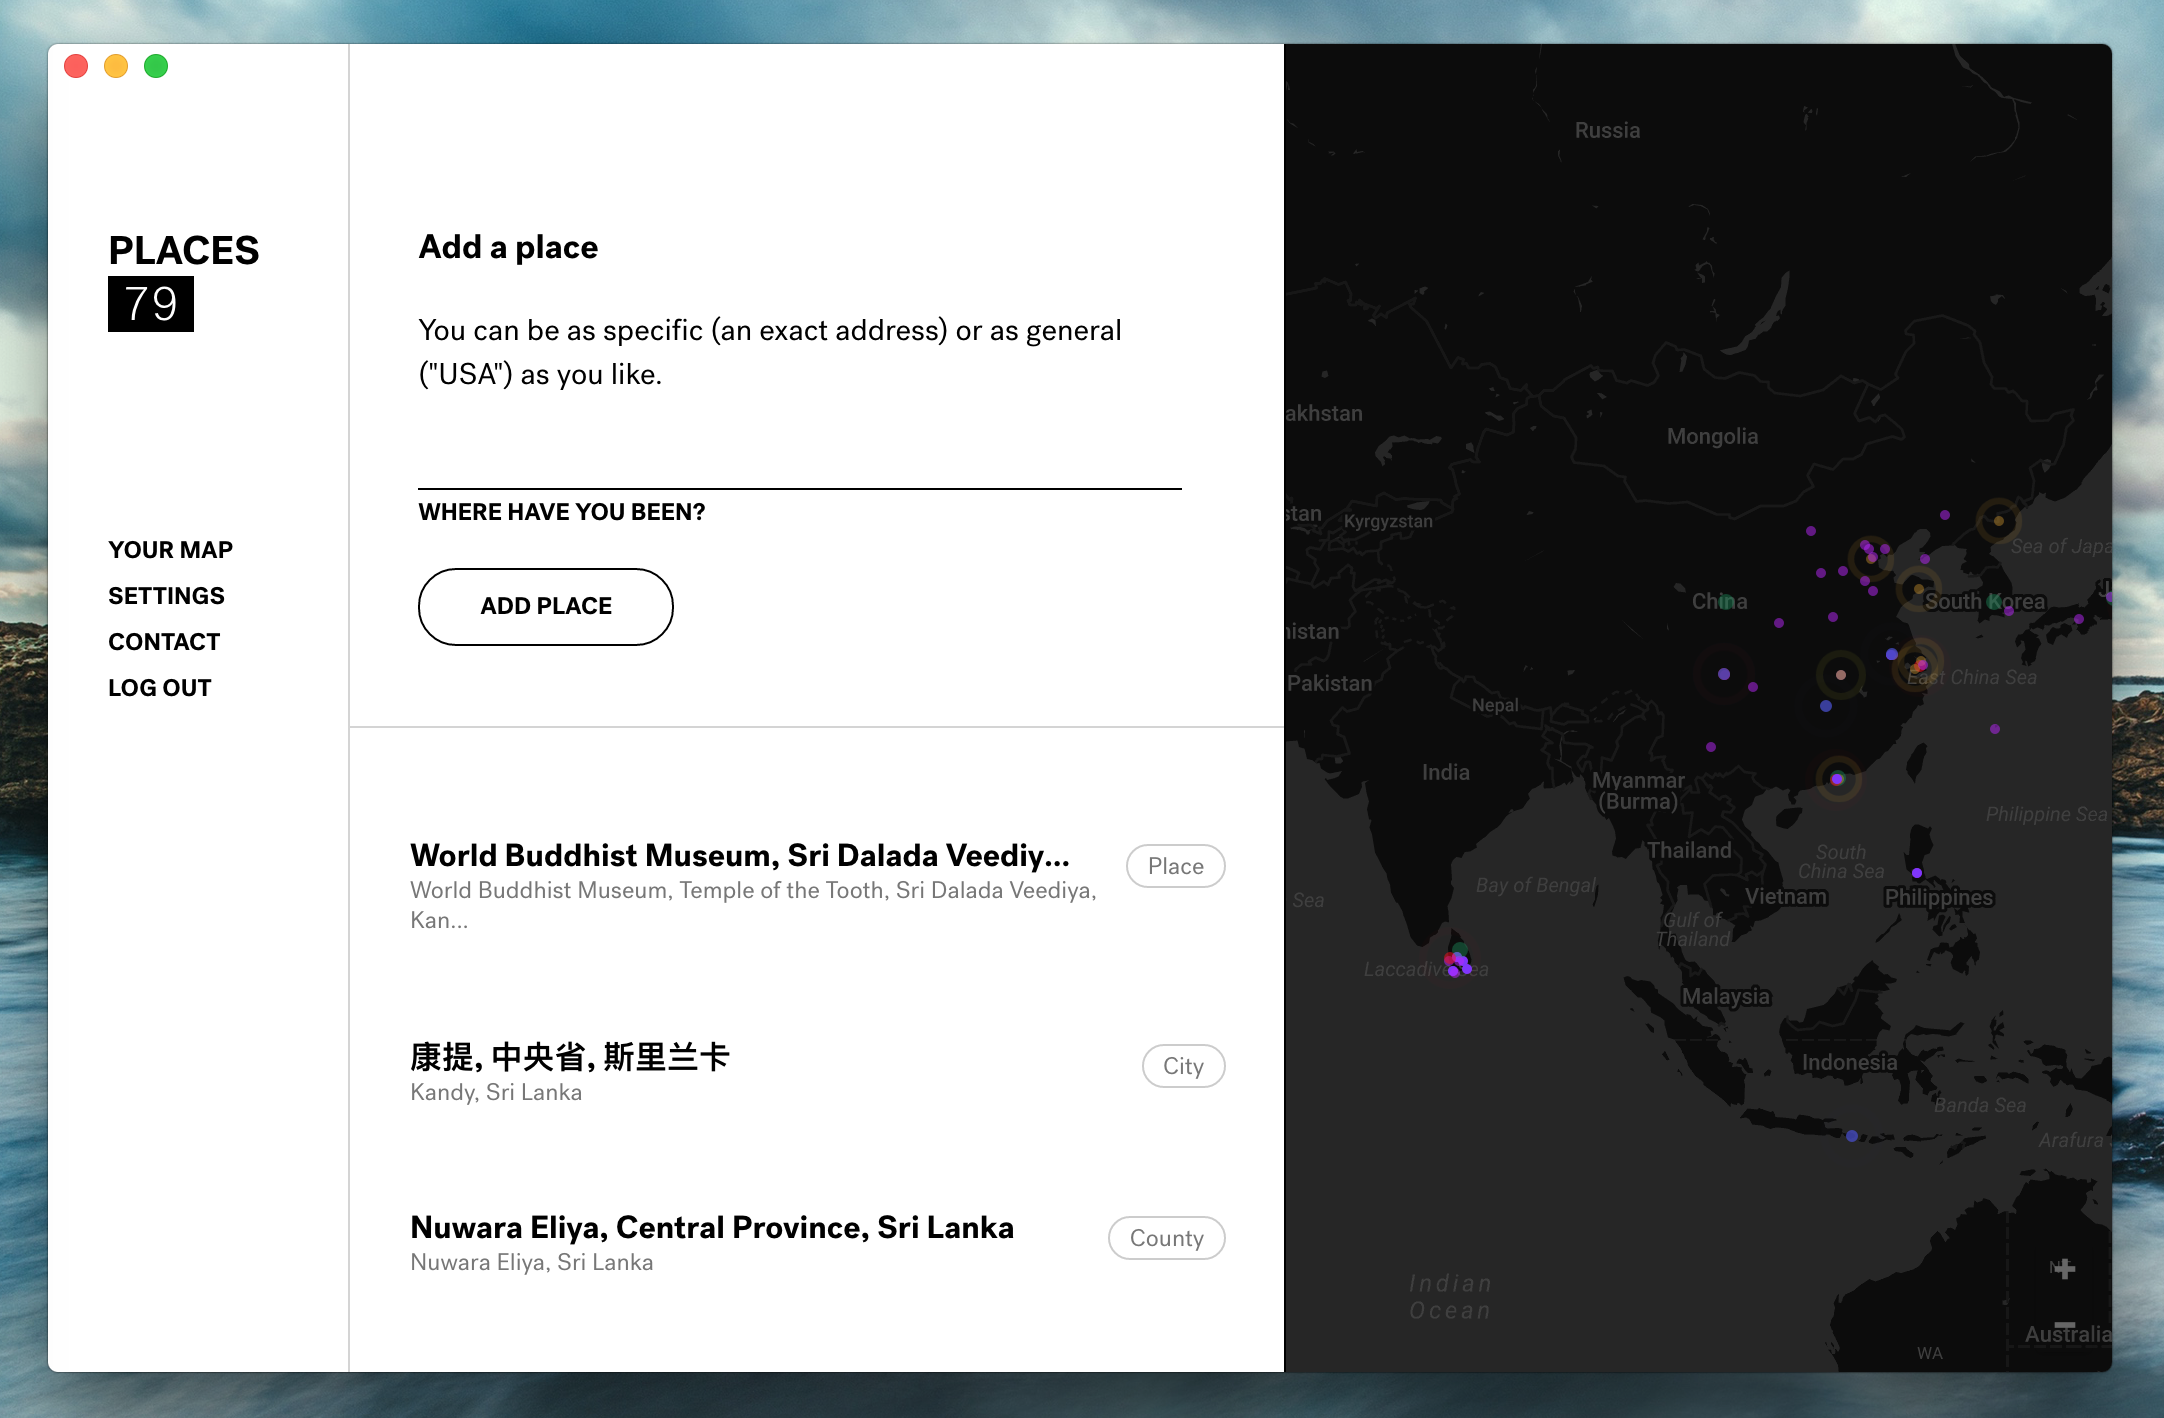 PLACES
79
YOUR MAP
SETTINGS
CONTACT
LOG OUT
Add a place
You can be as specific (an exact address) or as general
("USA") as you like.
WHERE HAVE YOU BEEN?
ADD PLACE
World Buddhist Museum, Sri Dalada Veediy...
Place
World Buddhist Museum, Temple of the Tooth, Sri Dalada Veediya,
Kan...
康提, 中央省, 斯里兰卡
City
Kandy, Sri Lanka
Nuwara Eliya, Central Province, Sri Lanka
County
Nuwara Eliya, Sri Lanka
Russia
akhstan
Mongolia
stan
Kyrgyzstan
Sea of Japa
China
South Korea
J
nistan
Pakistan
East China Sea
Nepal
India
Myanmar
(Burma)
Philippine Sea
Thailand
South
China Sea
Bay of Bengal
Sea
Vietnam
Philippines
Gulf of
Thailand
Laccadive Sea
Malaysia
Indonesia
Banda Sea
Arafura
Indian
Ocean
+
−
Australia
WA